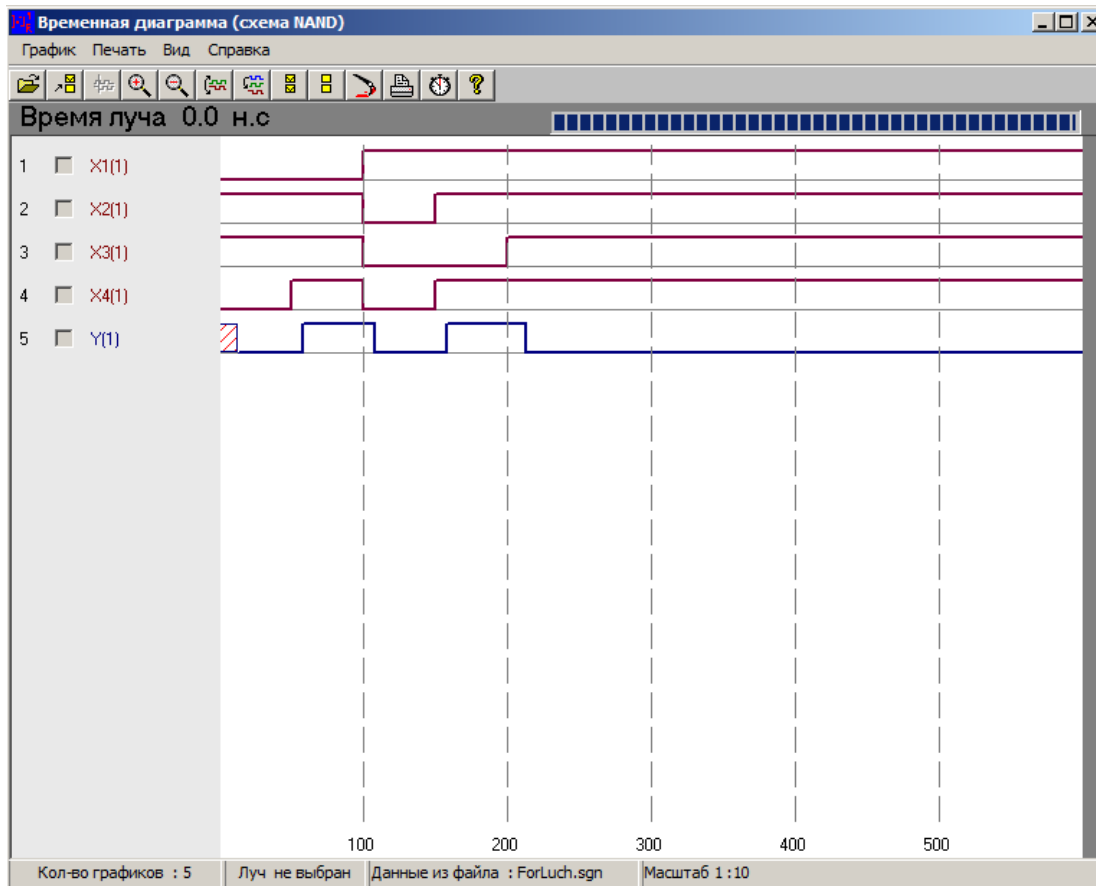 Временная диаграмма (схема NAND)
График Печать Вид Справка
Время луча 0.0 н.с
1 X1(1)
2 X2(1)
3 X3(1)
4 X4(1)
5 Y(1)
100 200 300 400 500
Кол-во графиков : 5 Луч не выбран Данные из файла : ForLuch.sgn Масштаб 1:10